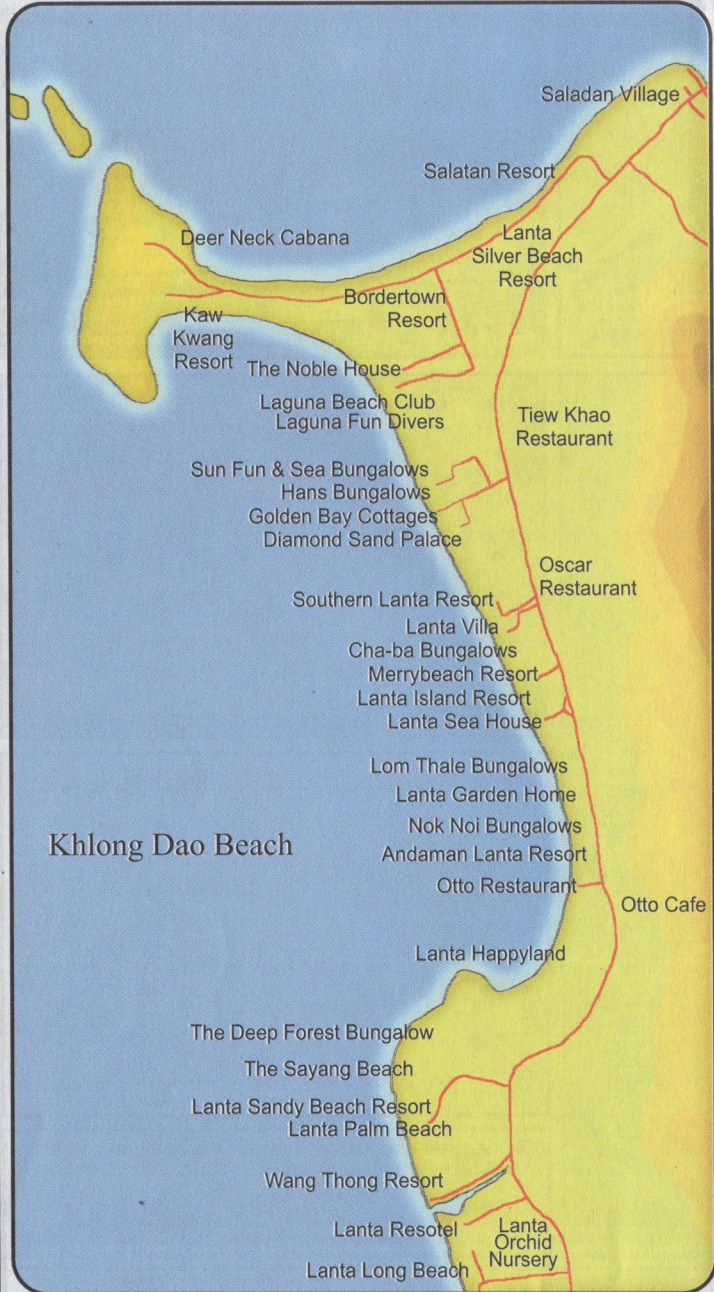 Saladan Village
Salatan Resort
Deer Neck Cabana
Lanta
Silver Beach
Resort
Bordertown
Resort
Kaw
Kwang
Resort
The Noble House
Laguna Beach Club
Laguna Fun Divers
Tiew Khao
Restaurant
Sun Fun & Sea Bungalows
Hans Bungalows
Golden Bay Cottages
Diamond Sand Palace
Oscar
Restaurant
Southern Lanta Resort
Lanta Villa
Cha-ba Bungalows
Merrybeach Resort
Lanta Island Resort
Lanta Sea House
Lom Thale Bungalows
Lanta Garden Home
Nok Noi Bungalows
Khlong Dao Beach
Andaman Lanta Resort
Otto Restaurant
Otto Cafe
Lanta Happyland
The Deep Forest Bungalow
The Sayang Beach
Lanta Sandy Beach Resort
Lanta Palm Beach
Wang Thong Resort
Lanta Resotel
Lanta
Orchid
Nursery
Lanta Long Beach